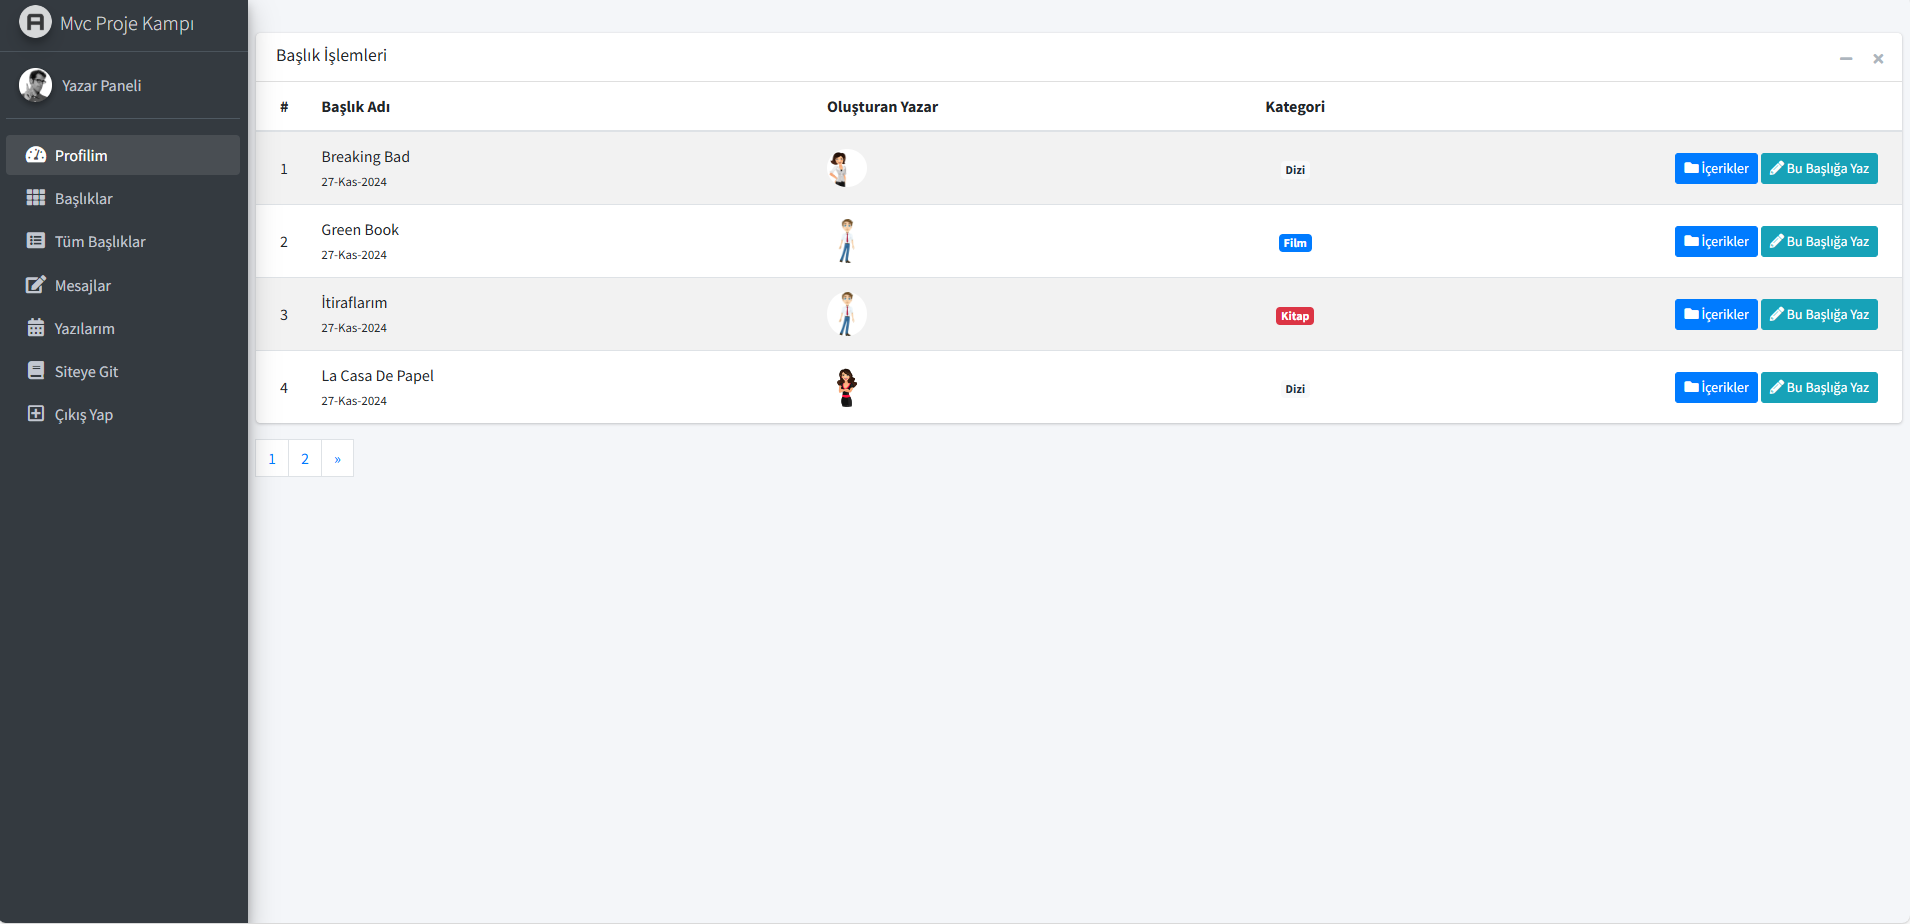 Mvc Proje Kampı
Yazar Paneli
Profilim
Başlıklar
Tüm Başlıklar
Mesajlar
Yazılarım
Siteye Git
Çıkış Yap
Başlık İşlemleri
# Başlık Adı Oluşturan Yazar Kategori
1 Breaking Bad Dizi İçerikler Bu Başlığa Yaz
27-Kas-2024
2 Green Book Film İçerikler Bu Başlığa Yaz
27-Kas-2024
3 İtiraflarım Kitap İçerikler Bu Başlığa Yaz
27-Kas-2024
4 La Casa De Papel Dizi İçerikler Bu Başlığa Yaz
27-Kas-2024
1 2 »